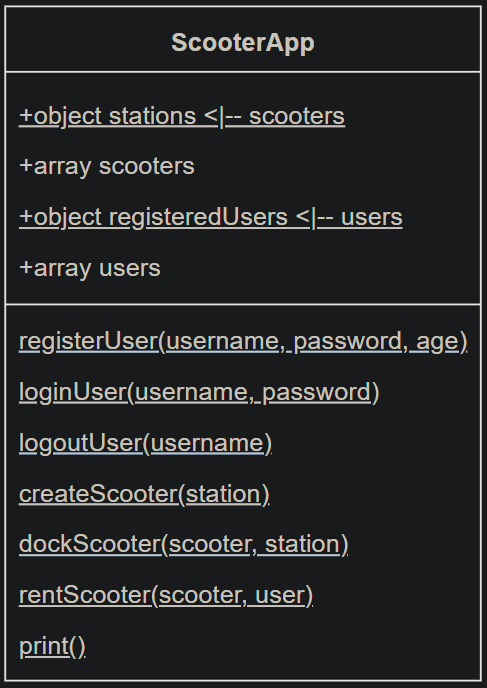 ScooterApp
+object stations <|-- scooters
+array scooters
+object registeredUsers <|-- users
+array users
registerUser(username, password, age)
loginUser(username, password)
logoutUser(username)
createScooter(station)
dockScooter(scooter, station)
rentScooter(scooter, user)
print()